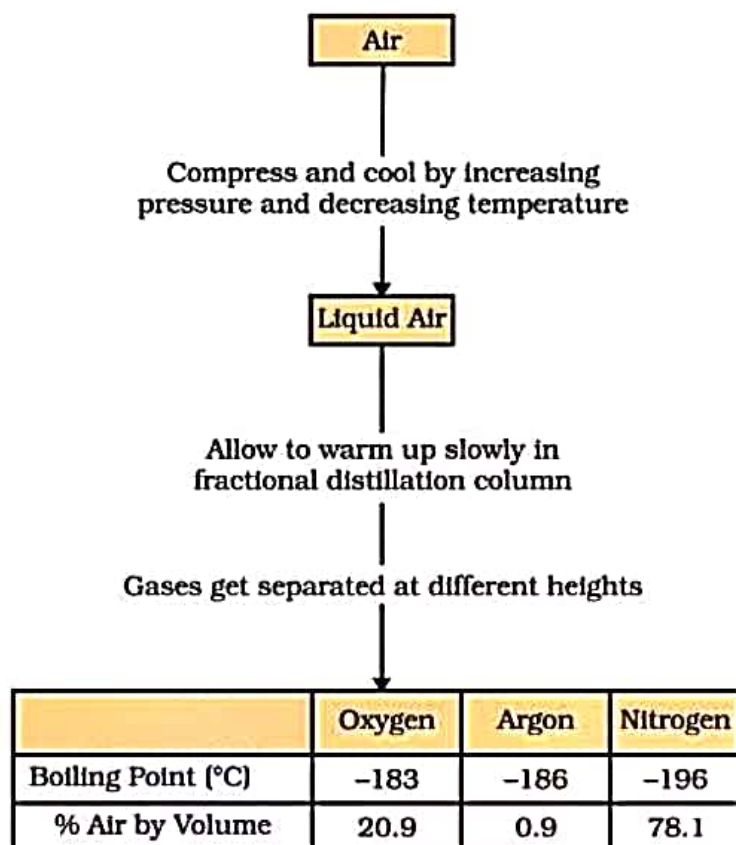 Air
Compress and cool by increasing
pressure and decreasing temperature
Liquid Air
Allow to warm up slowly in
fractional distillation column
Gases get separated at different heights
Oxygen Argon Nitrogen
Boiling Point (°C) –183 –186 –196
% Air by Volume 20.9 0.9 78.1